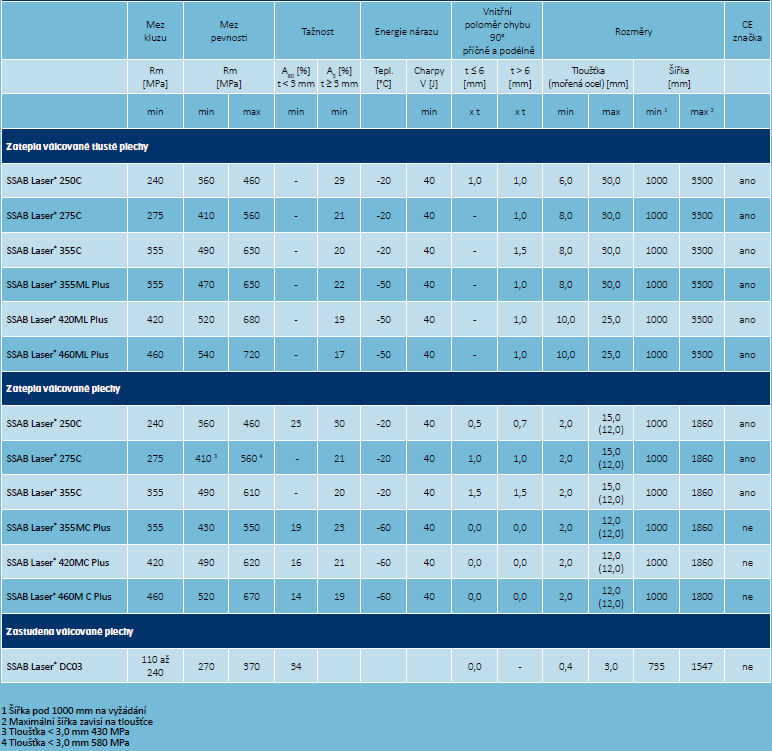 Mez kluzu Mez pevnosti Tažnost Energie nárazu Vnitřní poloměr ohybu 90° příčně a podélně Rozměry CE značka
Rm [MPa] Rm [MPa] A80 [%] t < 3 mm A5 [%] t ≥ 3 mm Tepl. [°C] Charpy V [J] t ≤ 6 [mm] t > 6 [mm] Tloušťka (mořená ocel) [mm] Šířka [mm]
min min max min min min x t x t min max min 1 max 2
Zatepla válcované tlusté plechy
SSAB Laser® 250C 240 360 460 - 29 -20 40 1,0 1,0 6,0 30,0 1000 3300 ano
SSAB Laser® 275C 275 410 560 - 21 -20 40 - 1,0 8,0 30,0 1000 3300 ano
SSAB Laser® 355C 355 490 630 - 20 -20 40 - 1,5 8,0 30,0 1000 3300 ano
SSAB Laser® 355ML Plus 355 470 630 - 22 -50 40 - 1,0 8,0 30,0 1000 3300 ano
SSAB Laser® 420ML Plus 420 520 680 - 19 -50 40 - 1,0 10,0 25,0 1000 3300 ano
SSAB Laser® 460ML Plus 460 540 720 - 17 -50 40 - 1,0 10,0 25,0 1000 3300 ano
Zatepla válcované plechy
SSAB Laser® 250C 240 360 460 23 30 -20 40 0,5 0,7 2,0 15,0 (12,0) 1000 1860 ano
SSAB Laser® 275C 275 410 3 560 4 - 21 -20 40 1,0 1,0 2,0 15,0 (12,0) 1000 1860 ano
SSAB Laser® 355C 355 490 610 - 20 -20 40 1,5 1,5 2,0 15,0 (12,0) 1000 1860 ano
SSAB Laser® 355MC Plus 355 430 550 19 23 -60 40 0,0 0,0 2,0 12,0 (12,0) 1000 1860 ne
SSAB Laser® 420MC Plus 420 490 620 16 21 -60 40 0,0 0,0 2,0 12,0 (12,0) 1000 1860 ne
SSAB Laser® 460M C Plus 460 520 670 14 19 -60 40 0,0 0,0 2,0 12,0 (12,0) 1000 1800 ne
Zastudena válcované plechy
SSAB Laser® DC03 110 až 240 270 370 34 0,0 - 0,4 3,0 735 1547 ne
1 Šířka pod 1000 mm na vyžádání
2 Maximální šířka zavisí na tloušťce
3 Tloušťka < 3,0 mm 430 MPa
4 Tloušťka < 3,0 mm 580 MPa